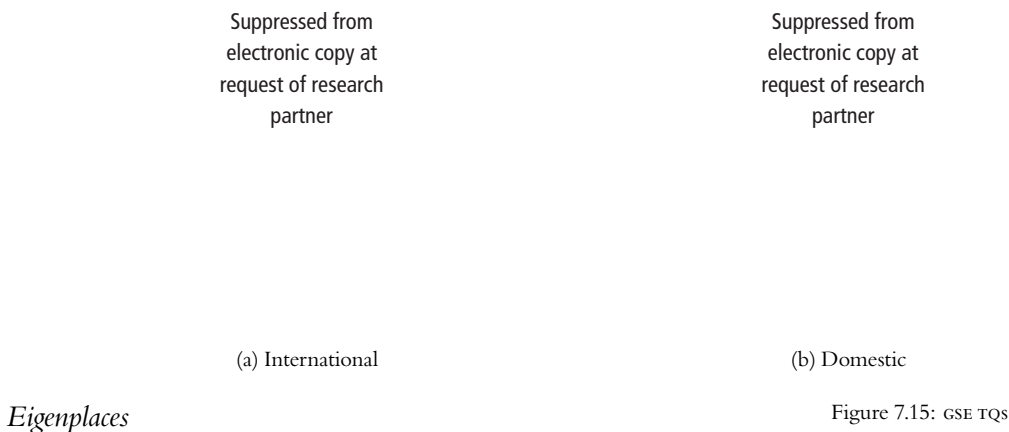 Suppressed from
electronic copy at
request of research
partner
Suppressed from
electronic copy at
request of research
partner
(a) International
(b) Domestic
Eigenplaces
Figure 7.15: GSE TQS